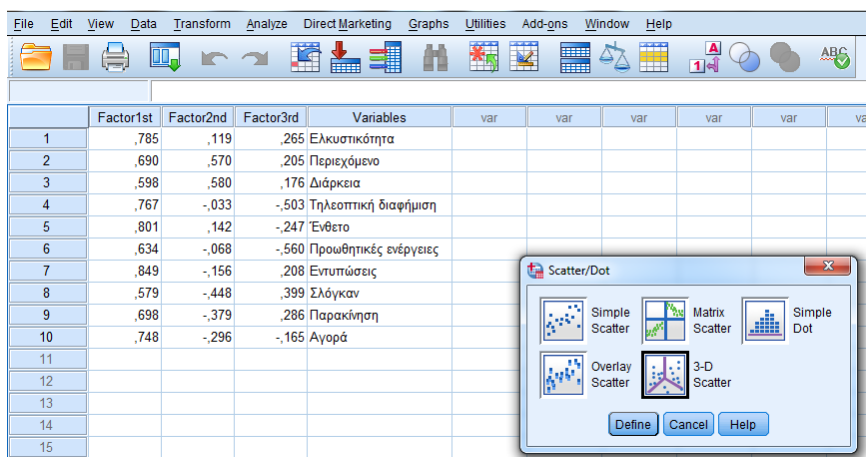 File Edit View Data Transform Analyze Direct Marketing Graphs Utilities Add-ons Window Help
A
1
ABC
Factor1st Factor2nd Factor3rd Variables var var var var var va
1 ,785 ,119 ,265 Ελκυστικότητα
2 ,690 ,570 ,205 Περιεχόμενο
3 ,598 ,580 ,176 Διάρκεια
4 ,767 -,033 -,503 Τηλεοπτική διαφήμιση
5 ,801 ,142 -,247 Ένθετο
6 ,634 -,068 -,560 Προωθητικές ενέργειες
7 ,849 -,156 ,208 Εντυπώσεις
8 ,579 -,448 ,399 Σλόγκαν
9 ,698 -,379 ,286 Παρακίνηση
10 ,748 -,296 -,165 Αγορά
11
12
13
14
15
Scatter/Dot
Simple Scatter
Matrix Scatter
Simple Dot
Overlay Scatter
3-D Scatter
Define Cancel Help